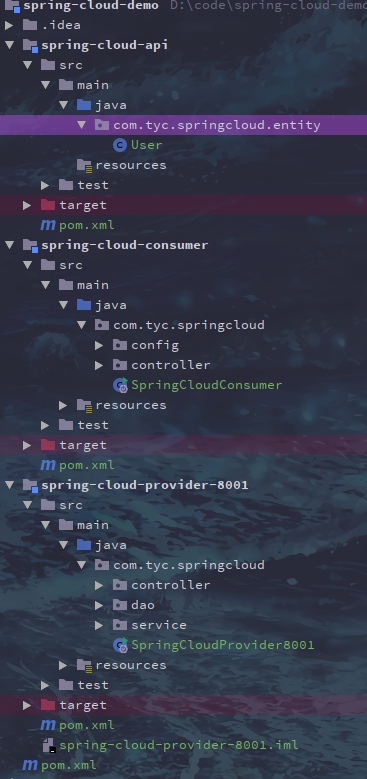 spring-cloud-demo D:\code\spring-cloud-demo
.idea
spring-cloud-api
src
main
java
com.tyc.springcloud.entity
User
resources
test
target
pom.xml
spring-cloud-consumer
src
main
java
com.tyc.springcloud
config
controller
SpringCloudConsumer
resources
test
target
pom.xml
spring-cloud-provider-8001
src
main
java
com.tyc.springcloud
controller
dao
service
SpringCloudProvider8001
resources
test
target
pom.xml
spring-cloud-provider-8001.iml
pom.xml